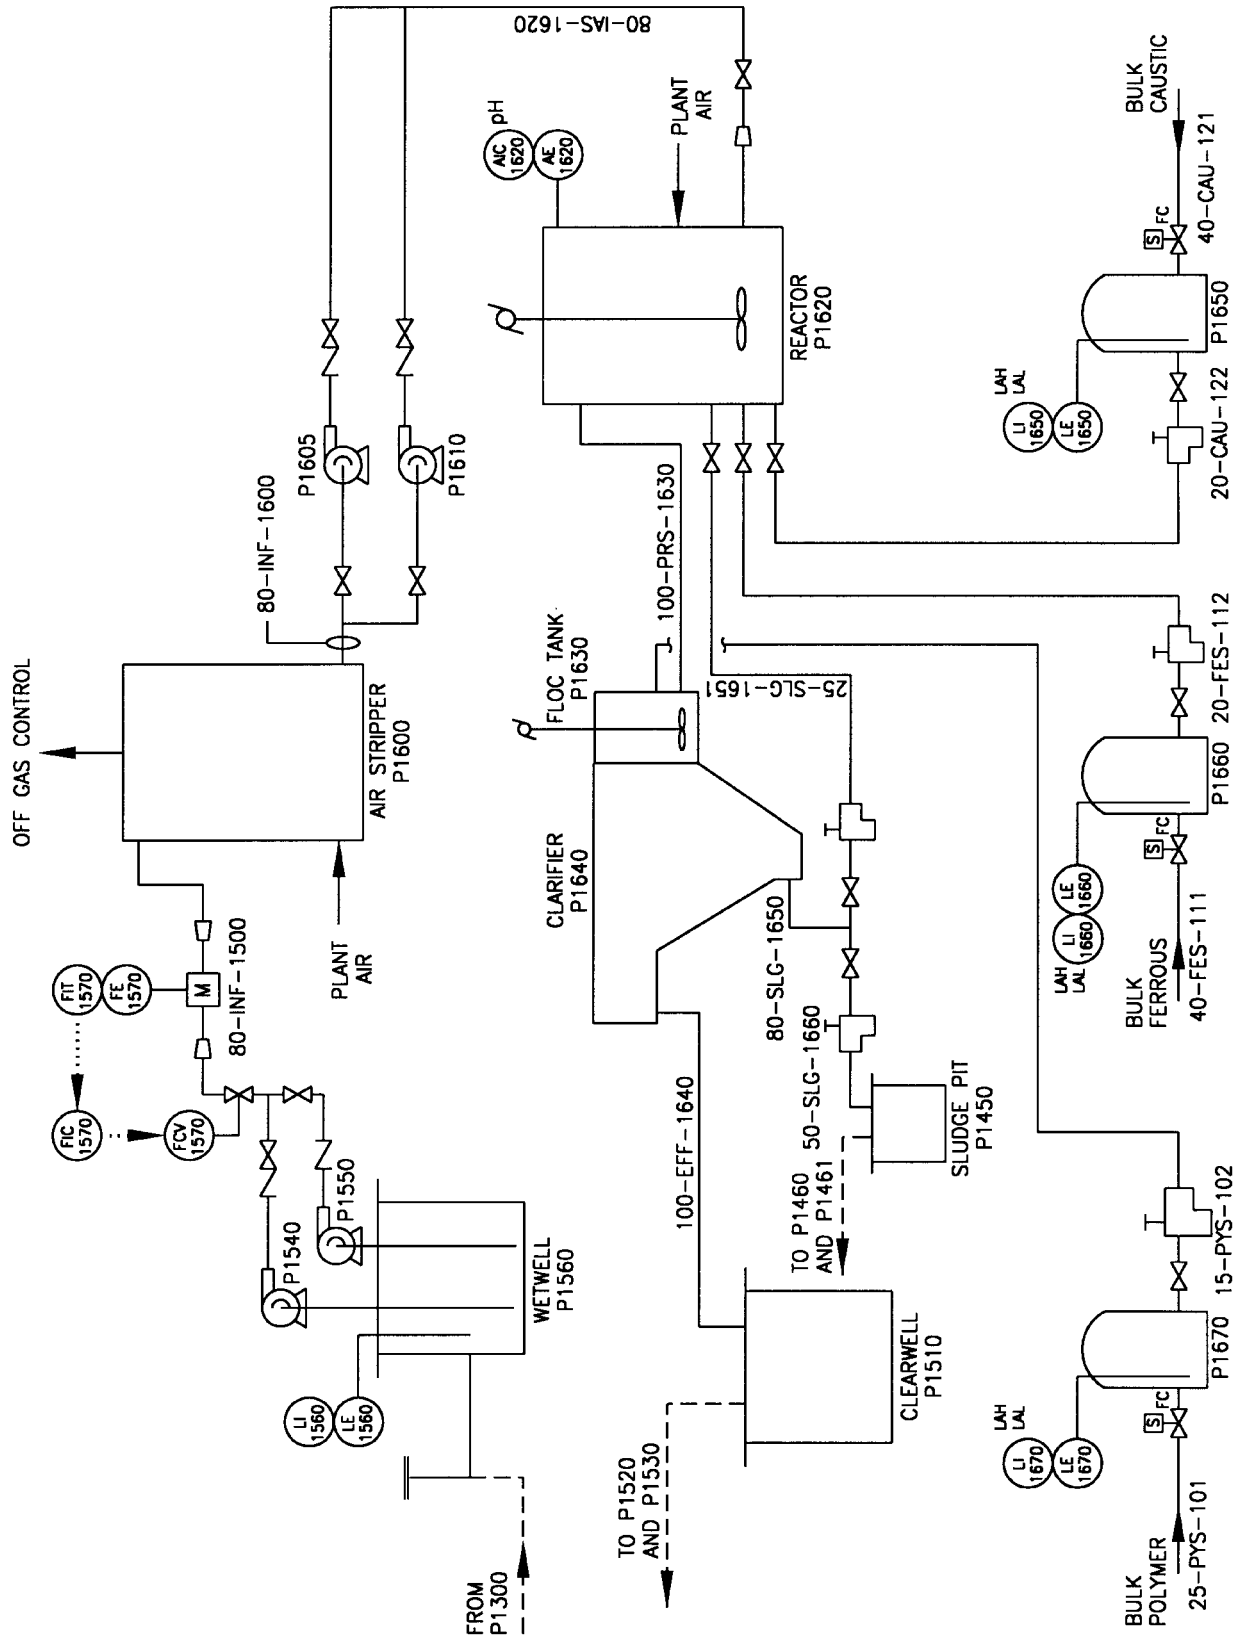 OFF GAS CONTROL
FIT
1570
FE
1570
M
80-INF-1500
FIC
1570
FCV
1570
PLANT
AIR
AIR STRIPPER
P1600
80-INF-1600
P1605
P1610
80-IAS-1620
P1540
P1550
LI
1560
LE
1560
WETWELL
P1560
FROM
P1300
AIC
1620
pH
AE
1620
PLANT
AIR
REACTOR
P1620
FLOC TANK
P1630
100-PRS-1630
CLARIFIER
P1640
25-SLG-1651
80-SLG-1650
50-SLG-1660
100-EFF-1640
SLUDGE PIT
P1450
TO P1460
AND P1461
CLEARWELL
P1510
TO P1520
AND P1530
LAH
LAL
LI
1670
LE
1670
S
FC
P1670
BULK
POLYMER
25-PYS-101
15-PYS-102
LAH
LAL
LI
1660
LE
1660
S
FC
P1660
BULK
FERROUS
40-FES-111
20-FES-112
LAH
LAL
LI
1650
LE
1650
S
FC
P1650
20-CAU-122
BULK
CAUSTIC
40-CAU-121